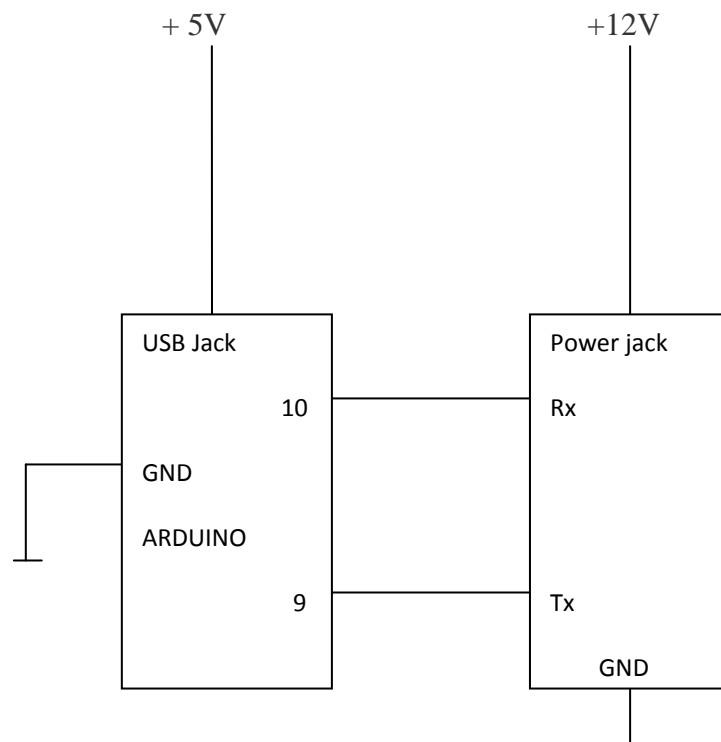 + 5V
+12V
USB Jack
Power jack
10
Rx
GND
ARDUINO
9
Tx
GND